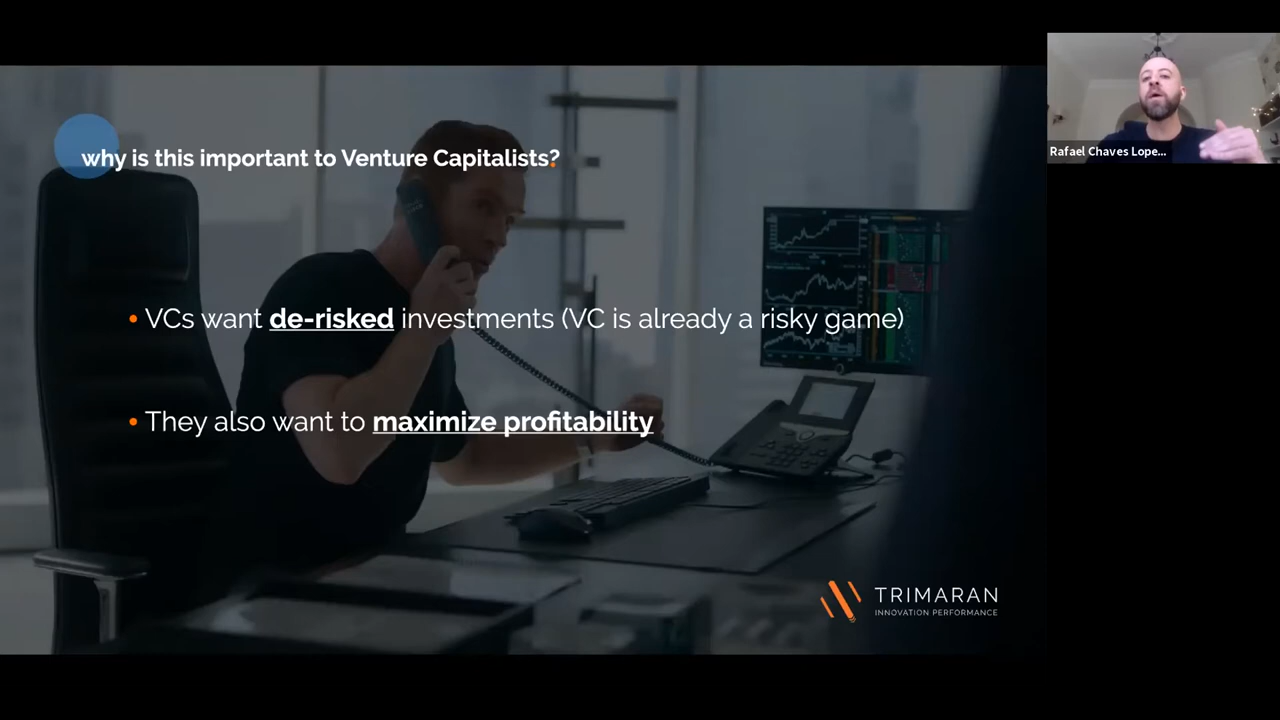 why is this important to Venture Capitalists?
• VCs want de-risked investments (VC is already a risky game)
• They also want to maximize profitability
TRIMARAN
INNOVATION PERFORMANCE
Rafael Chaves Lope...